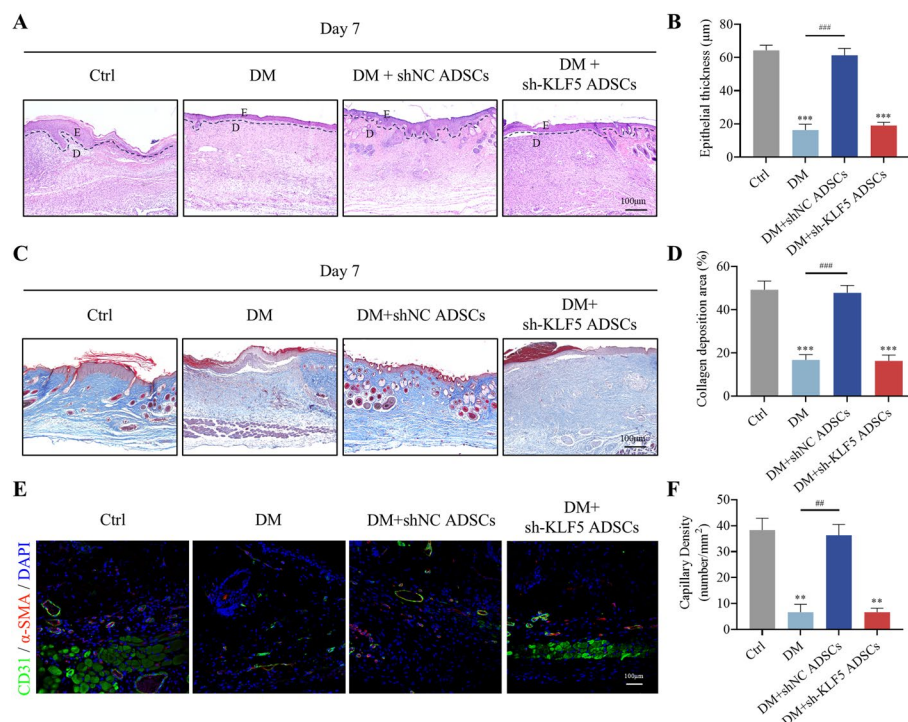 A
Day 7
Ctrl
DM
DM + shNC ADSCs
DM +
sh-KLF5 ADSCs
E
D
E
D
E
D
E
D
100μm
B
Epithelial thickness (μm)
80
60
40
20
0
***
###
***
Ctrl
DM
DM+shNC ADSCs
DM+sh-KLF5 ADSCs
C
Day 7
Ctrl
DM
DM+shNC ADSCs
DM+
sh-KLF5 ADSCs
100μm
D
Collagen deposition area (%)
60
40
20
0
***
###
***
Ctrl
DM
DM+shNC ADSCs
DM+sh-KLF5 ADSCs
E
Ctrl
DM
DM+shNC ADSCs
DM+
sh-KLF5 ADSCs
CD31 / α-SMA / DAPI
100μm
F
Capillary Density
(number/mm²)
50
40
30
20
10
0
**
##
**
Ctrl
DM
DM+shNC ADSCs
DM+sh-KLF5 ADSCs